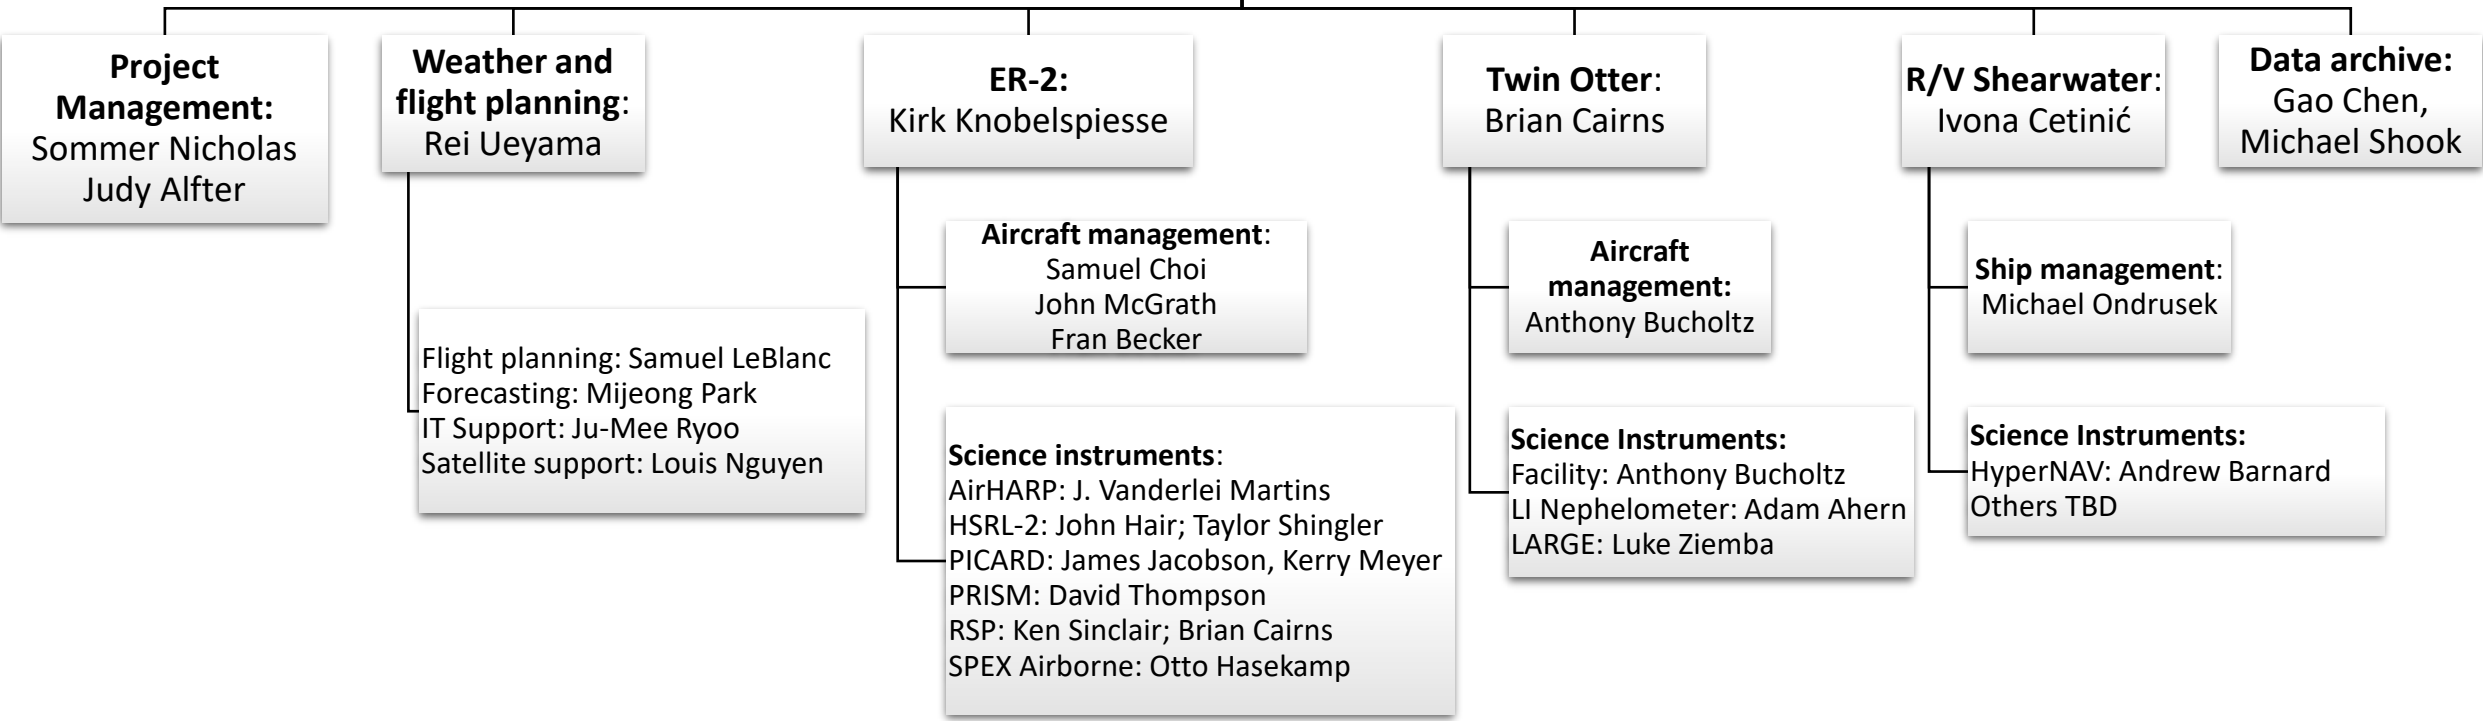 Project
Management:
Sommer Nicholas
Judy Alfter
Weather and
flight planning:
Rei Ueyama
Flight planning: Samuel LeBlanc
Forecasting: Mijeong Park
IT Support: Ju-Mee Ryoo
Satellite support: Louis Nguyen
ER-2:
Kirk Knobelspiesse
Aircraft management:
Samuel Choi
John McGrath
Fran Becker
Science instruments:
AirHARP: J. Vanderlei Martins
HSRL-2: John Hair; Taylor Shingler
PICARD: James Jacobson, Kerry Meyer
PRISM: David Thompson
RSP: Ken Sinclair; Brian Cairns
SPEX Airborne: Otto Hasekamp
Twin Otter:
Brian Cairns
Aircraft
management:
Anthony Bucholtz
Science Instruments:
Facility: Anthony Bucholtz
LI Nephelometer: Adam Ahern
LARGE: Luke Ziemba
R/V Shearwater:
Ivona Cetinić
Ship management:
Michael Ondrusek
Science Instruments:
HyperNAV: Andrew Barnard
Others TBD
Data archive:
Gao Chen,
Michael Shook